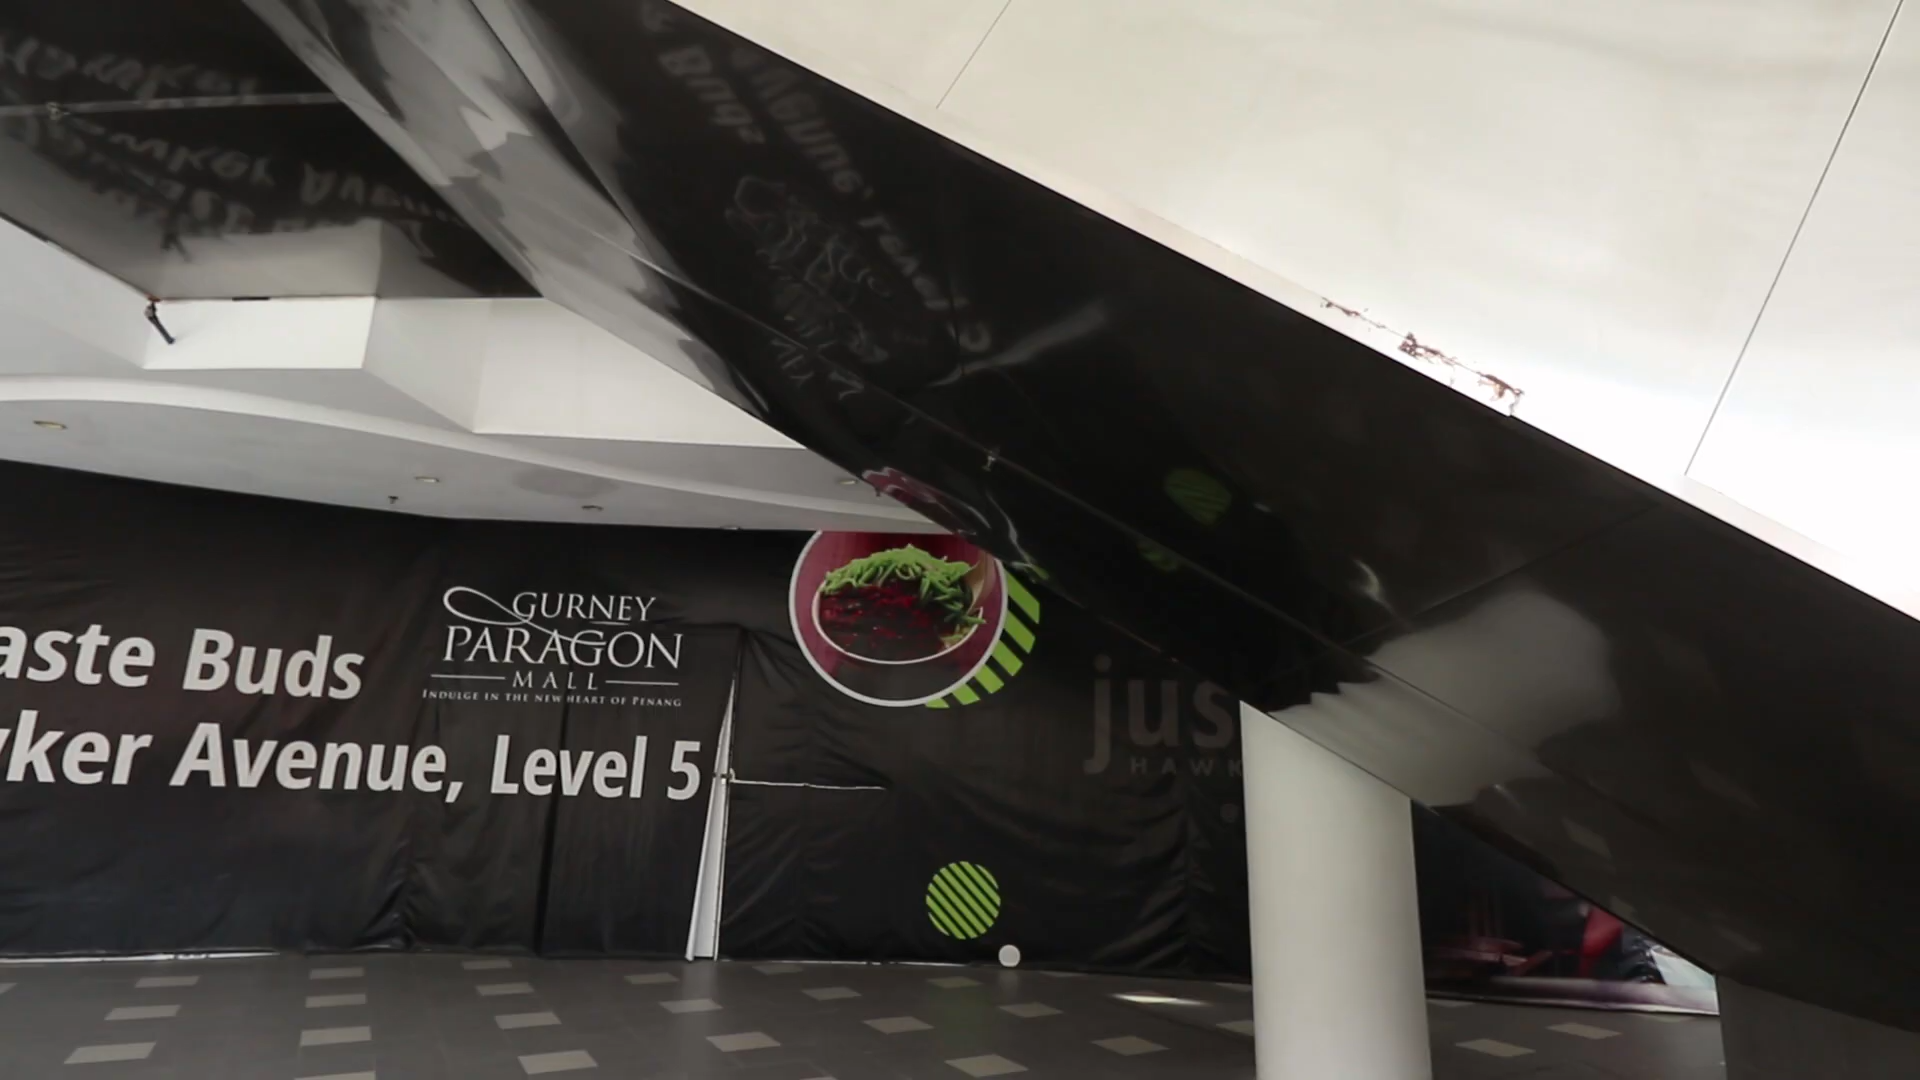 aste Buds
ker Avenue, Level 5
GURNEY
PARAGON
MALL
INDULGE IN THE NEW HEART OF PENANG
jus
HAWK